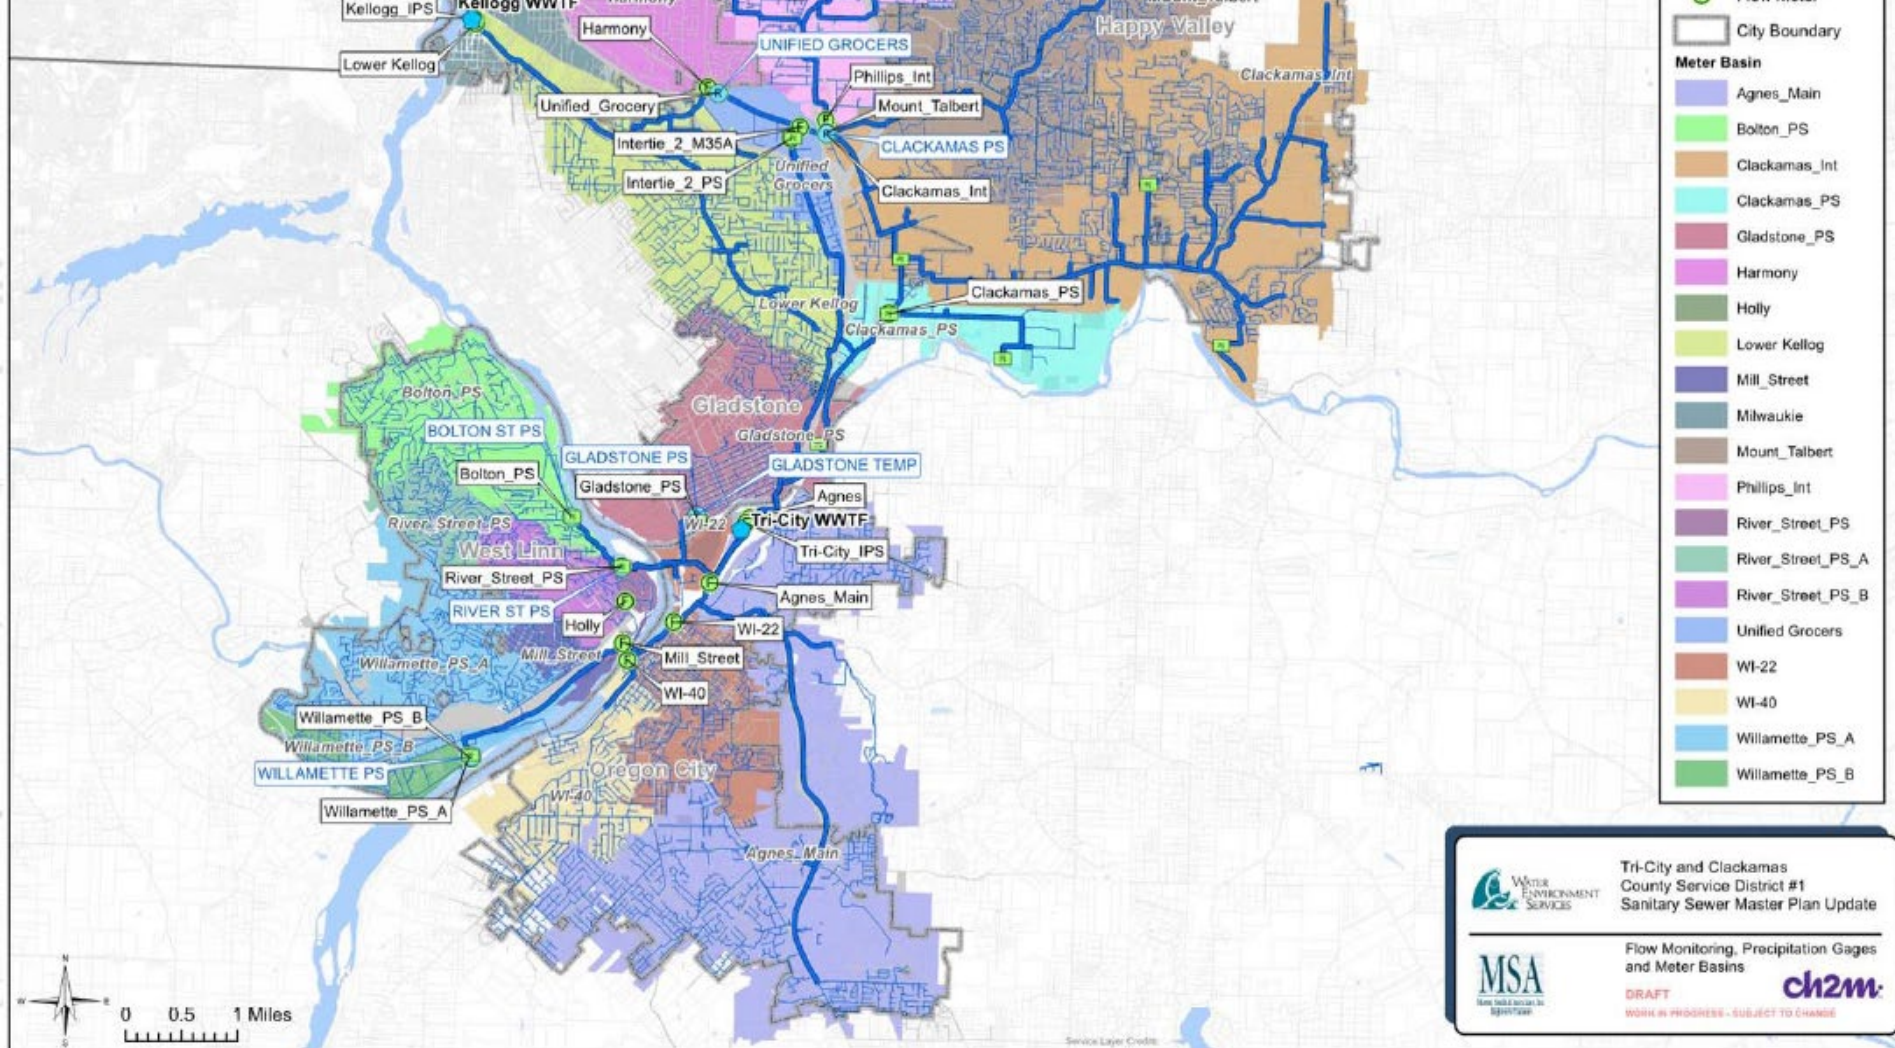 Kellogg_IPS
Kellogg WWTF
Harmony
Harmony
UNIFIED GROCERS
Happy Valley
Lower Kellog
Phillips_Int
Clackamas_Int
Unified_Grocery
Mount_Talbert
Intertie_2_M35A
CLACKAMAS PS
Unified
Grocers
Intertie_2_PS
Clackamas_Int
Clackamas_PS
Lower Kellog
Clackamas_PS
Bolton_PS
Gladstone
BOLTON ST PS
Gladstone_PS
GLADSTONE PS
GLADSTONE TEMP
Bolton_PS
Gladstone_PS
Agnes
River_Street_PS
WI-22
Tri-City WWTF
West Linn
Tri-City_IPS
River_Street_PS
Agnes_Main
RIVER ST PS
Holly
WI-22
Mill_Street
Mill_Street
Willamette_PS_A
WI-40
Willamette_PS_B
Willamette_PS_B
WILLAMETTE PS
Oregon City
WI-40
Willamette_PS_A
Agnes_Main
N
W
E
S
0 0.5 1 Miles
Service Layer Credits:
City Boundary
Meter Basin
Agnes_Main
Bolton_PS
Clackamas_Int
Clackamas_PS
Gladstone_PS
Harmony
Holly
Lower Kellog
Mill_Street
Milwaukie
Mount_Talbert
Phillips_Int
River_Street_PS
River_Street_PS_A
River_Street_PS_B
Unified Grocers
WI-22
WI-40
Willamette_PS_A
Willamette_PS_B
WATER
ENVIRONMENT
SERVICES
Tri-City and Clackamas
County Service District #1
Sanitary Sewer Master Plan Update
MSA
Flow Monitoring, Precipitation Gages
and Meter Basins
ch2m
DRAFT
WORK IN PROGRESS - SUBJECT TO CHANGE